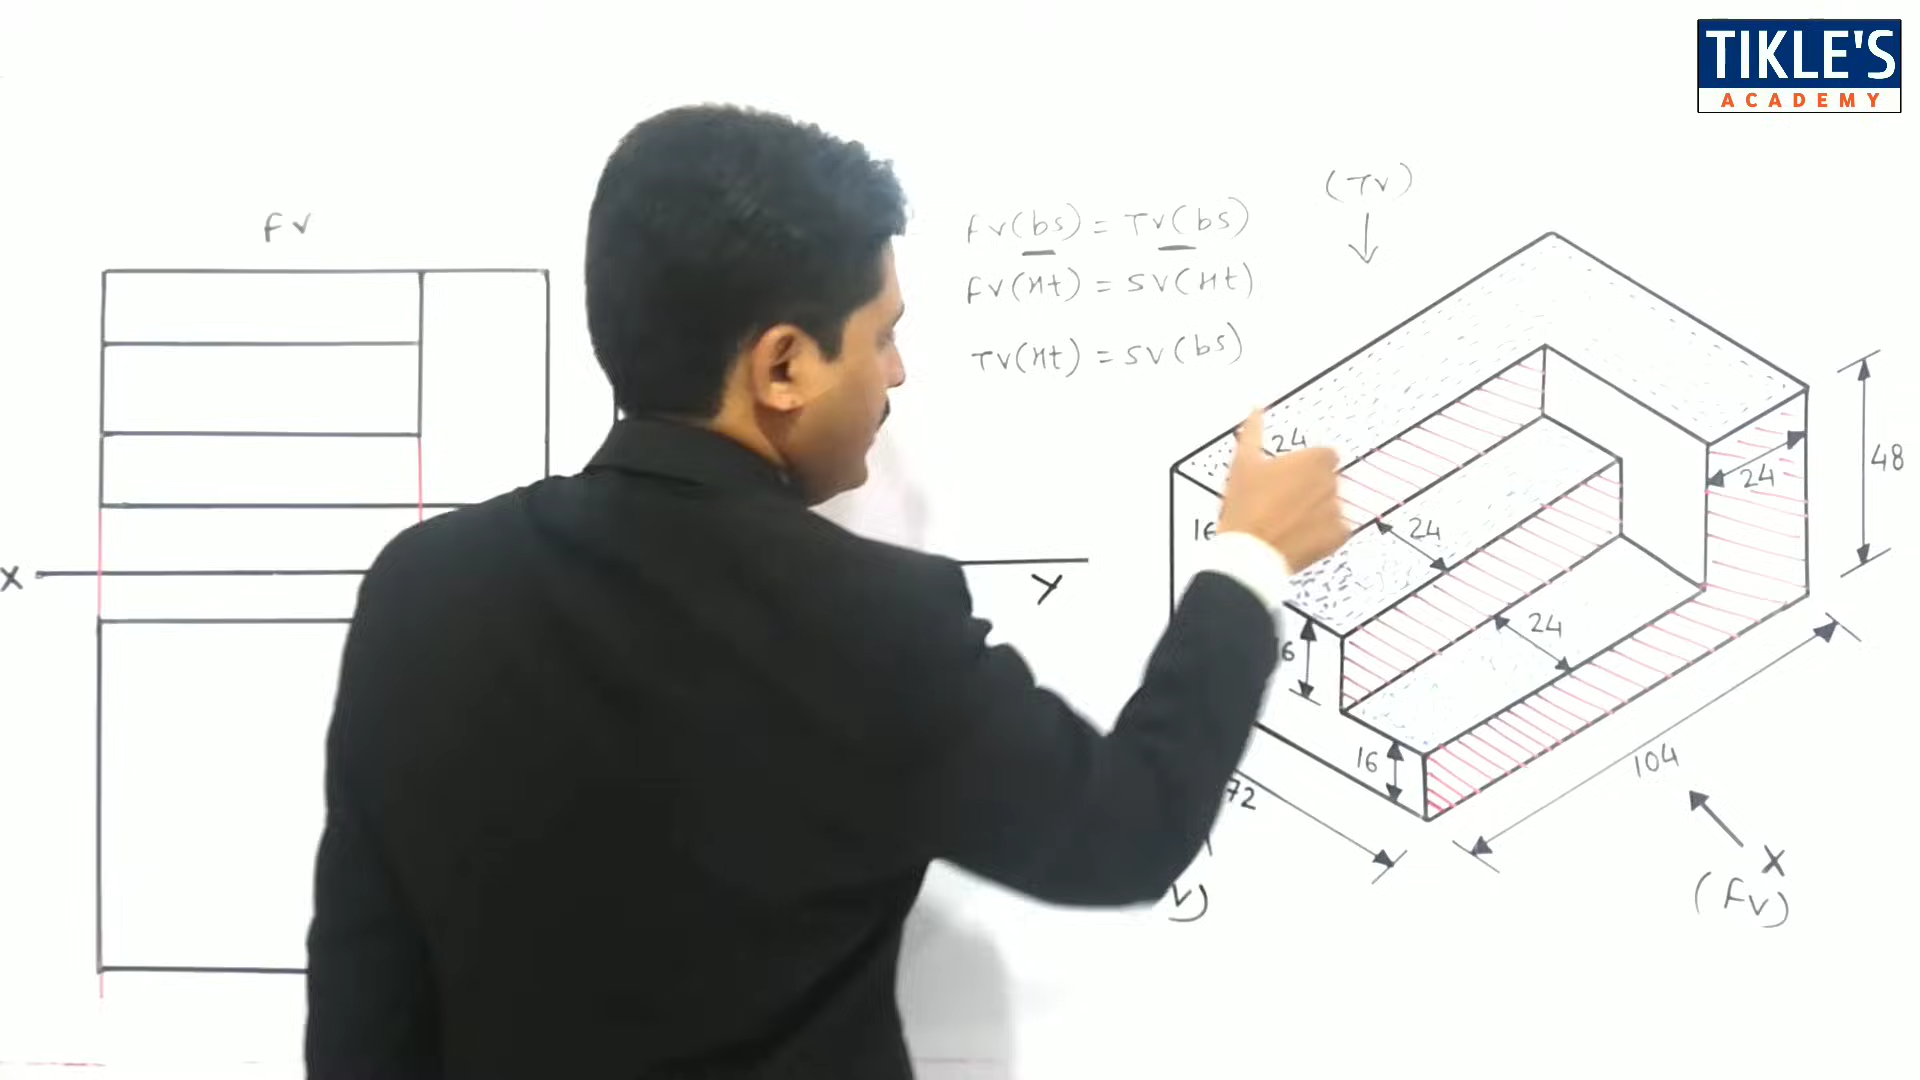 TIKLE'S
ACADEMY
FV
FV(bs) = TV(bs)
FV(Ht) = SV(Ht)
TV(Ht) = SV(bs)
(TV)
↓
24
16
24
24
16
48
24
104
72
X
Y
X
(FV)